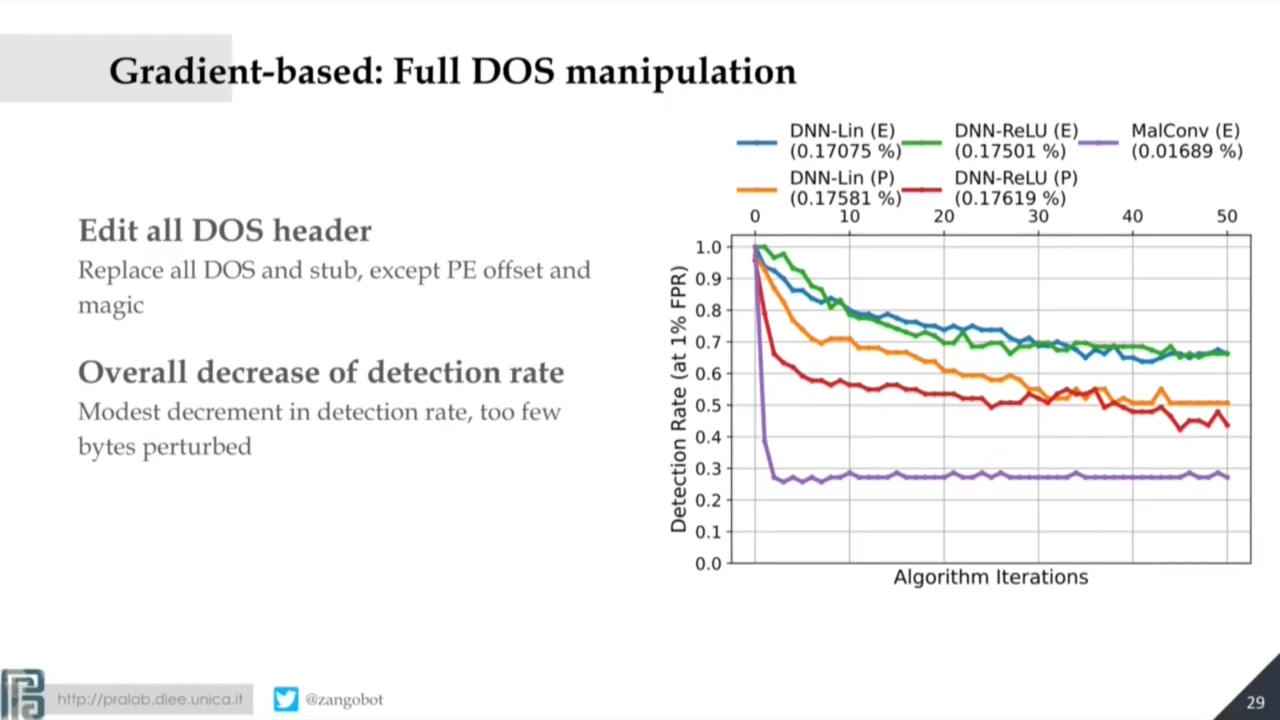 Gradient-based: Full DOS manipulation
Edit all DOS header
Replace all DOS and stub, except PE offset and
magic
Overall decrease of detection rate
Modest decrement in detection rate, too few
bytes perturbed
DNN-Lin (E)
(0.17075 %)
DNN-ReLU (E)
(0.17501 %)
MalConv (E)
(0.01689 %)
DNN-Lin (P)
(0.17581 %)
DNN-ReLU (P)
(0.17619 %)
0 10 20 30 40 50
1.0
0.9
0.8
0.7
0.6
0.5
0.4
0.3
0.2
0.1
0.0
Detection Rate (at 1% FPR)
Algorithm Iterations
http://pralab.diee.unica.it
@zangobot
29